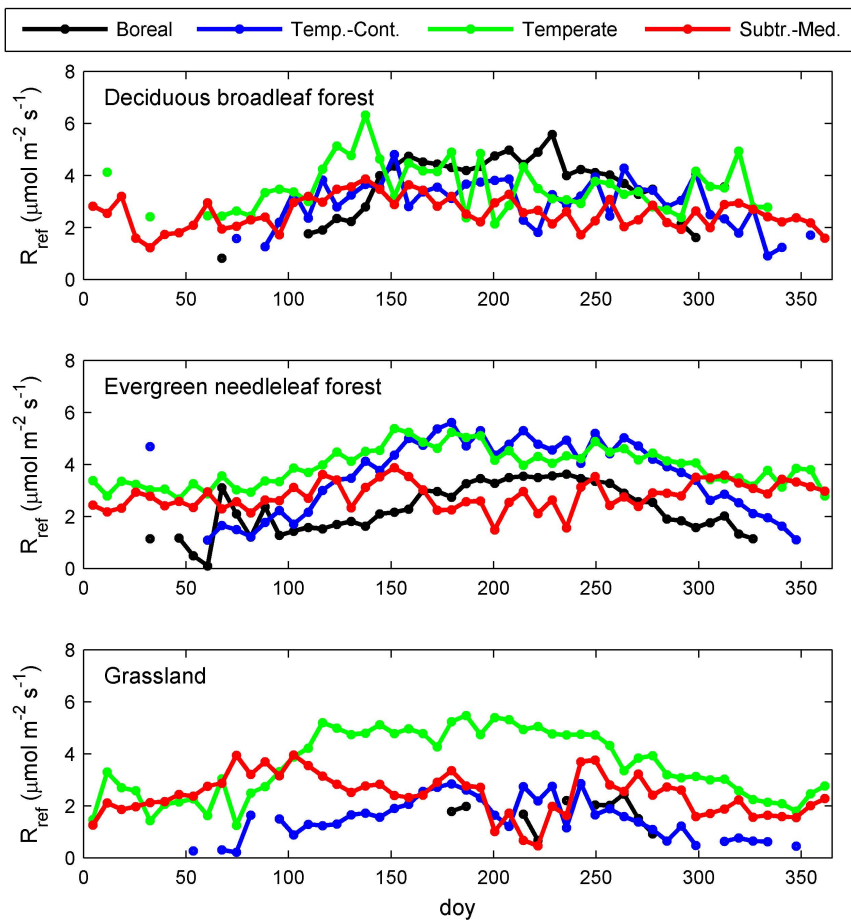 Boreal Temp.-Cont. Temperate Subtr.-Med.
8
6
4
2
0
R_ref (μmol m⁻² s⁻¹)
Deciduous broadleaf forest
0 50 100 150 200 250 300 350
8
6
4
2
0
R_ref (μmol m⁻² s⁻¹)
Evergreen needleleaf forest
0 50 100 150 200 250 300 350
8
6
4
2
0
R_ref (μmol m⁻² s⁻¹)
Grassland
0 50 100 150 200 250 300 350
doy